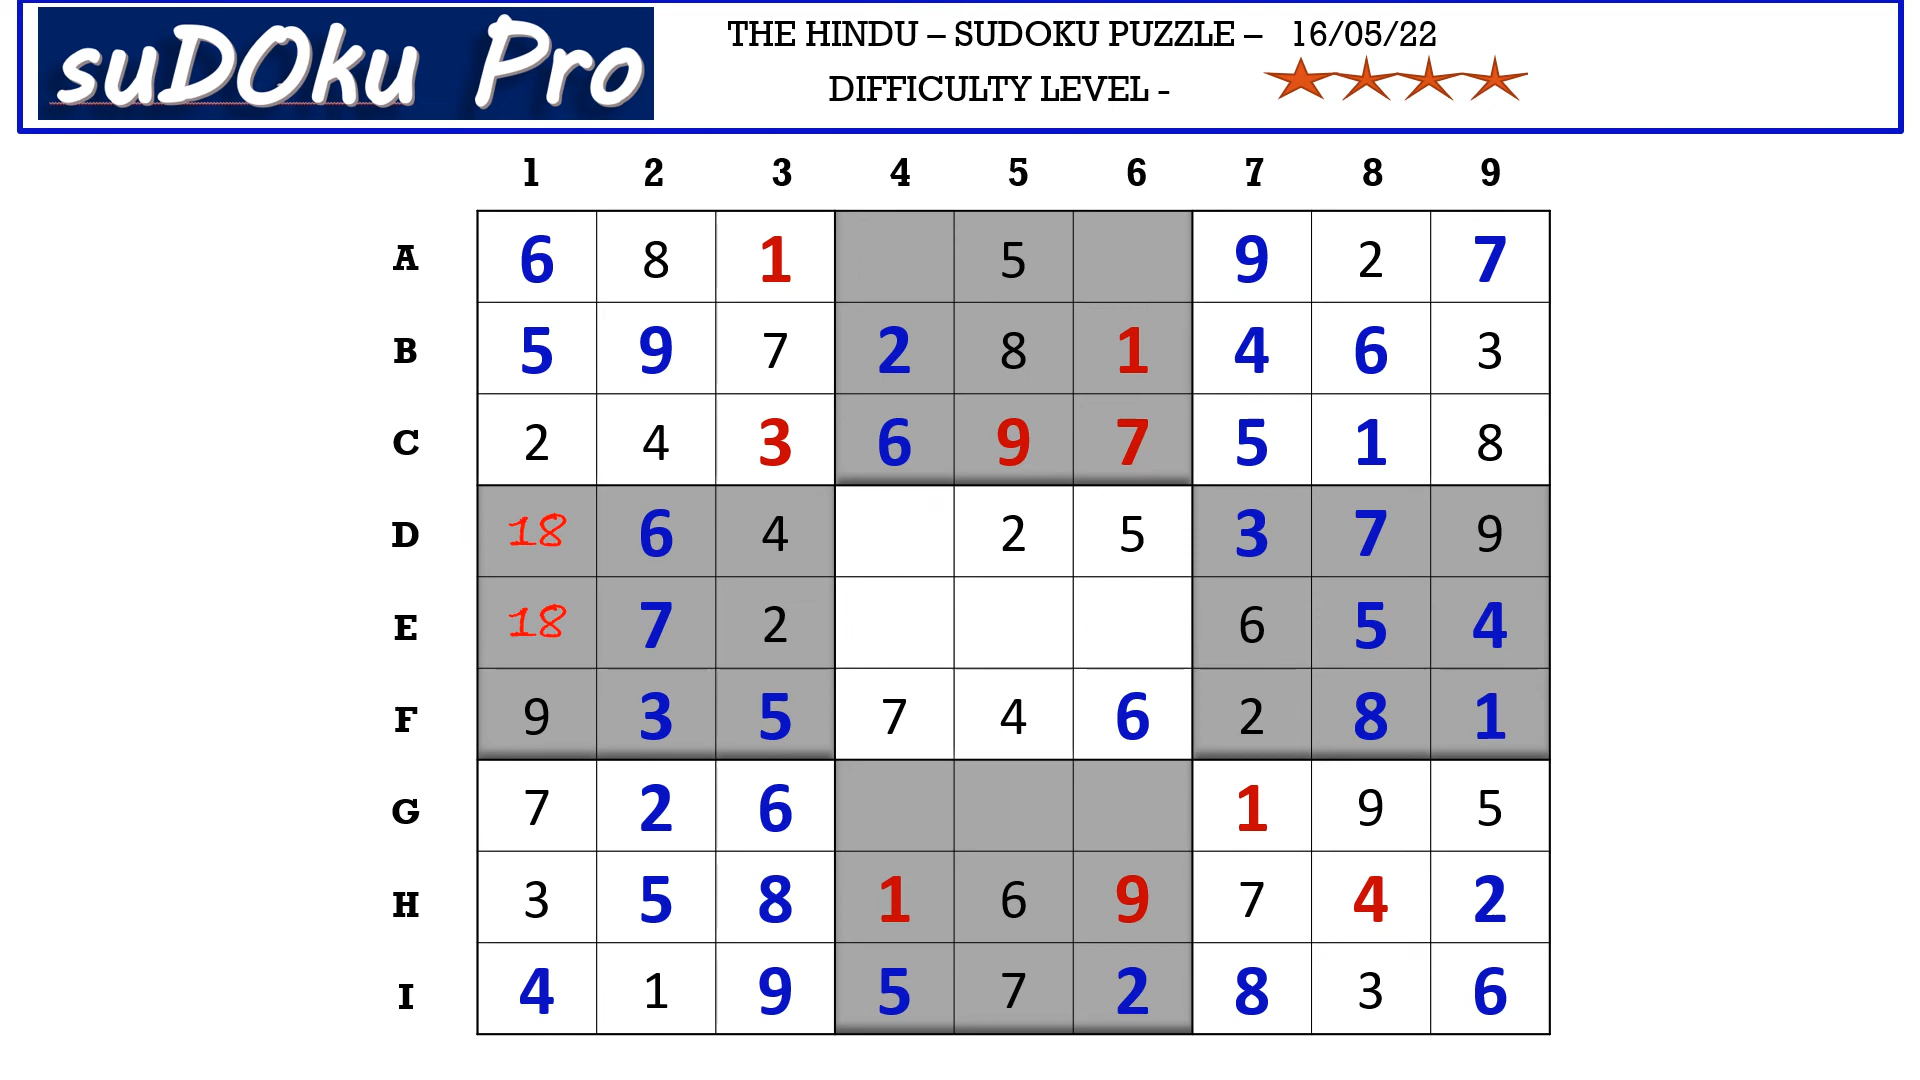 suDOku Pro
THE HINDU – SUDOKU PUZZLE – 16/05/22
DIFFICULTY LEVEL -
1 2 3 4 5 6 7 8 9
A 6 8 1 5 9 2 7
B 5 9 7 2 8 1 4 6 3
C 2 4 3 6 9 7 5 1 8
D 18 6 4 2 5 3 7 9
E 18 7 2 6 5 4
F 9 3 5 7 4 6 2 8 1
G 7 2 6 1 9 5
H 3 5 8 1 6 9 7 4 2
I 4 1 9 5 7 2 8 3 6